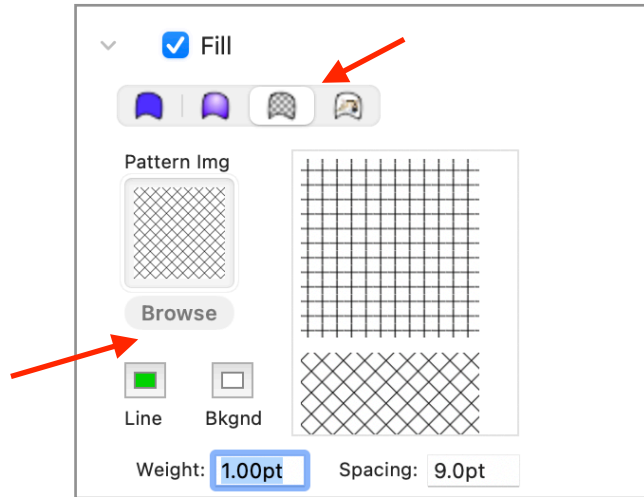 Fill
Pattern Img
Browse
Line Bkgnd
Weight: 1.00pt Spacing: 9.0pt